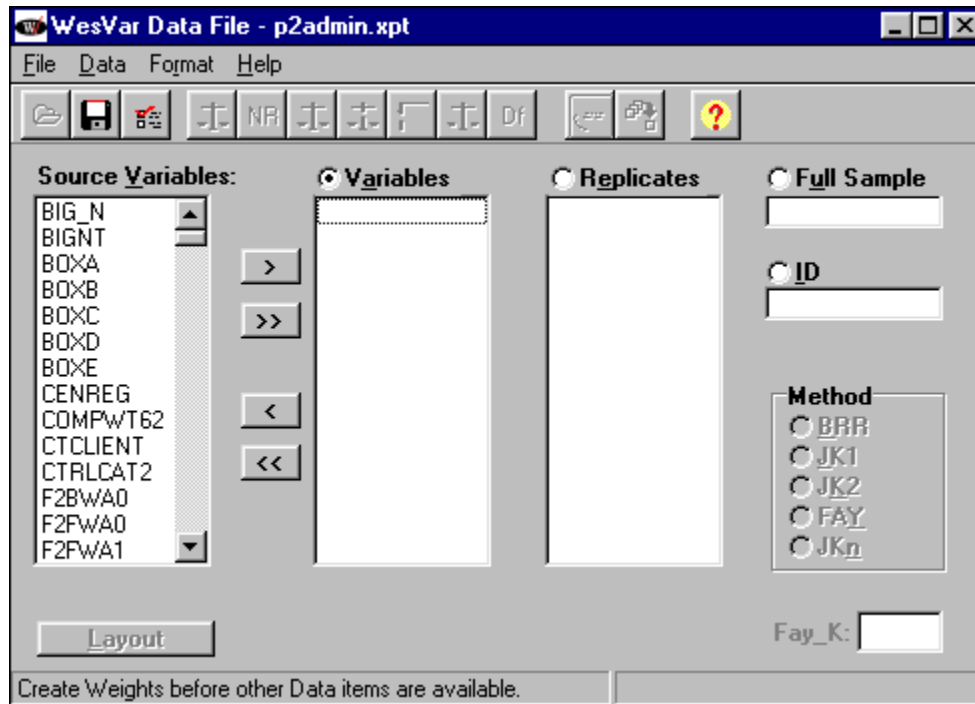 WesVar Data File - p2admin.xpt
File Data Format Help
NR Df ?
Source Variables: Variables Replicates Full Sample
BIG_N
BIGNT
BOXA
BOXB
BOXC
BOXD
BOXE
CENREG
COMPWT62
CTCLIENT
CTRLCAT2
F2BWA0
F2FWA0
F2FWA1
>
>>
<
<<
ID
Method
BRR
JK1
JK2
FAY
JKn
Layout
Fay_K:
Create Weights before other Data items are available.